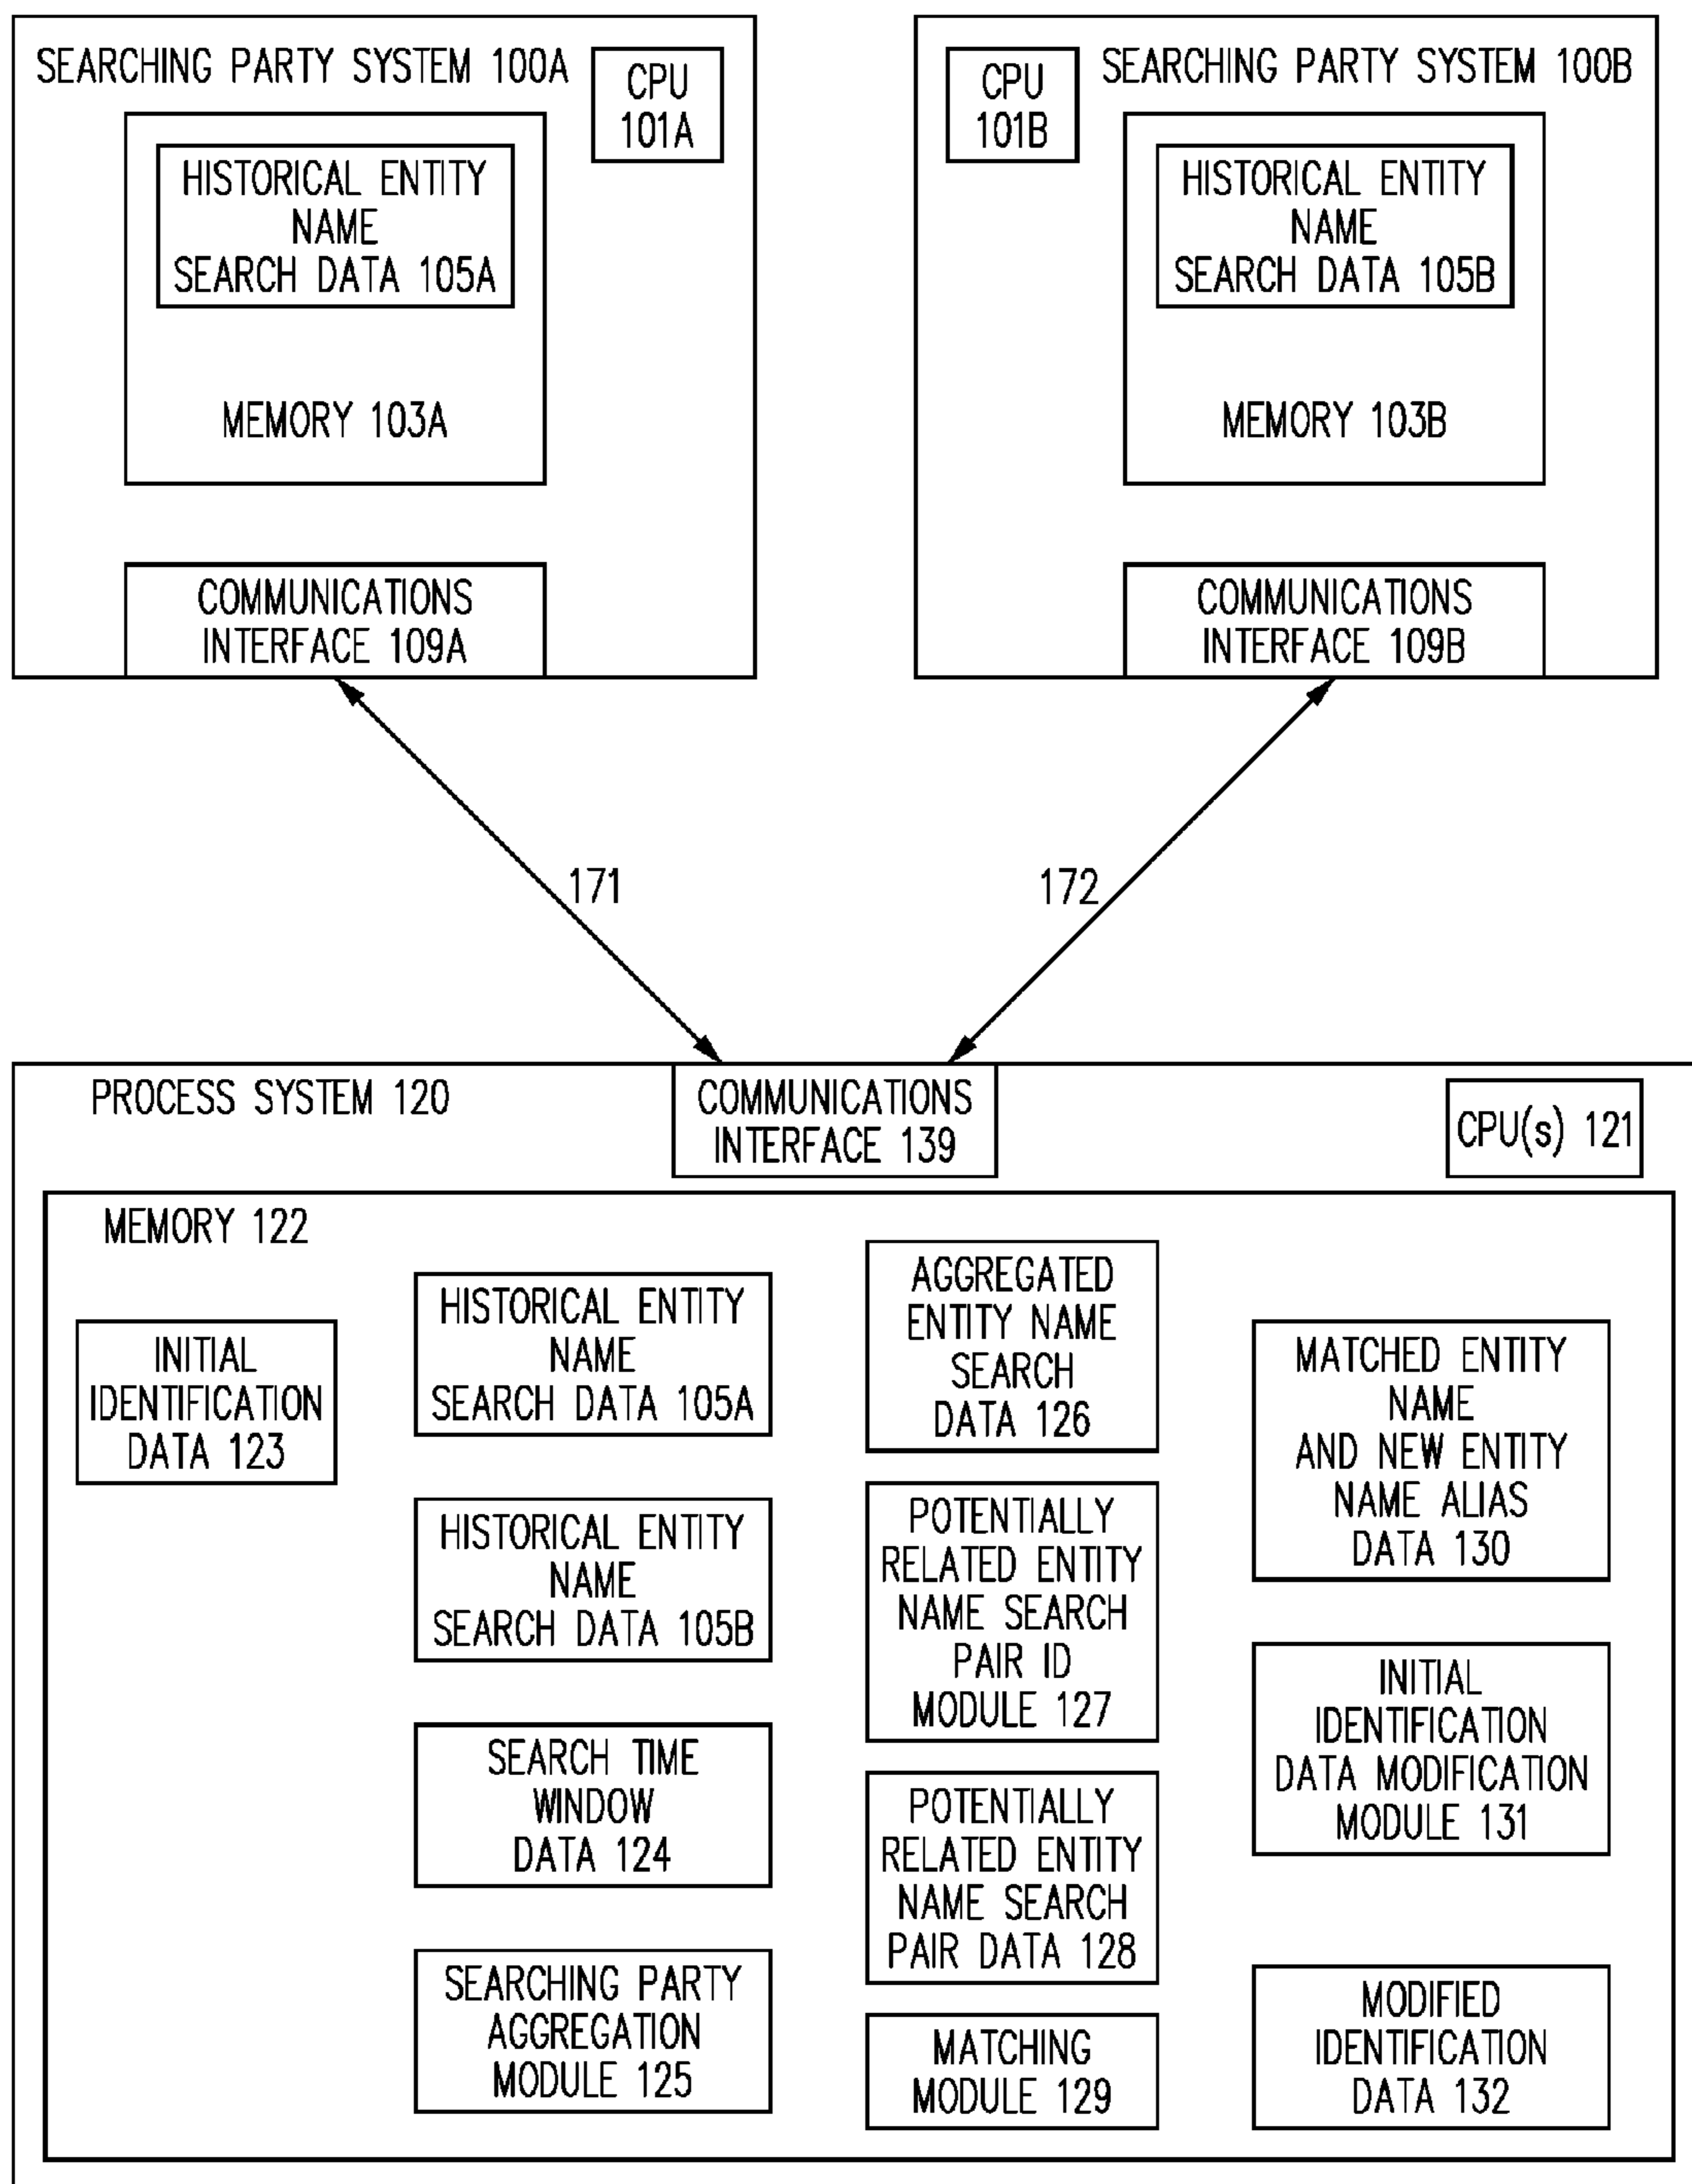 SEARCHING PARTY SYSTEM 100A
CPU
101A
HISTORICAL ENTITY
NAME
SEARCH DATA 105A
MEMORY 103A
COMMUNICATIONS
INTERFACE 109A
SEARCHING PARTY SYSTEM 100B
CPU
101B
HISTORICAL ENTITY
NAME
SEARCH DATA 105B
MEMORY 103B
COMMUNICATIONS
INTERFACE 109B
171
172
PROCESS SYSTEM 120
COMMUNICATIONS
INTERFACE 139
CPU(s) 121
MEMORY 122
INITIAL
IDENTIFICATION
DATA 123
HISTORICAL ENTITY
NAME
SEARCH DATA 105A
HISTORICAL ENTITY
NAME
SEARCH DATA 105B
SEARCH TIME
WINDOW
DATA 124
SEARCHING PARTY
AGGREGATION
MODULE 125
AGGREGATED
ENTITY NAME
SEARCH
DATA 126
POTENTIALLY
RELATED ENTITY
NAME SEARCH
PAIR ID
MODULE 127
POTENTIALLY
RELATED ENTITY
NAME SEARCH
PAIR DATA 128
MATCHING
MODULE 129
MATCHED ENTITY
NAME
AND NEW ENTITY
NAME ALIAS
DATA 130
INITIAL
IDENTIFICATION
DATA MODIFICATION
MODULE 131
MODIFIED
IDENTIFICATION
DATA 132